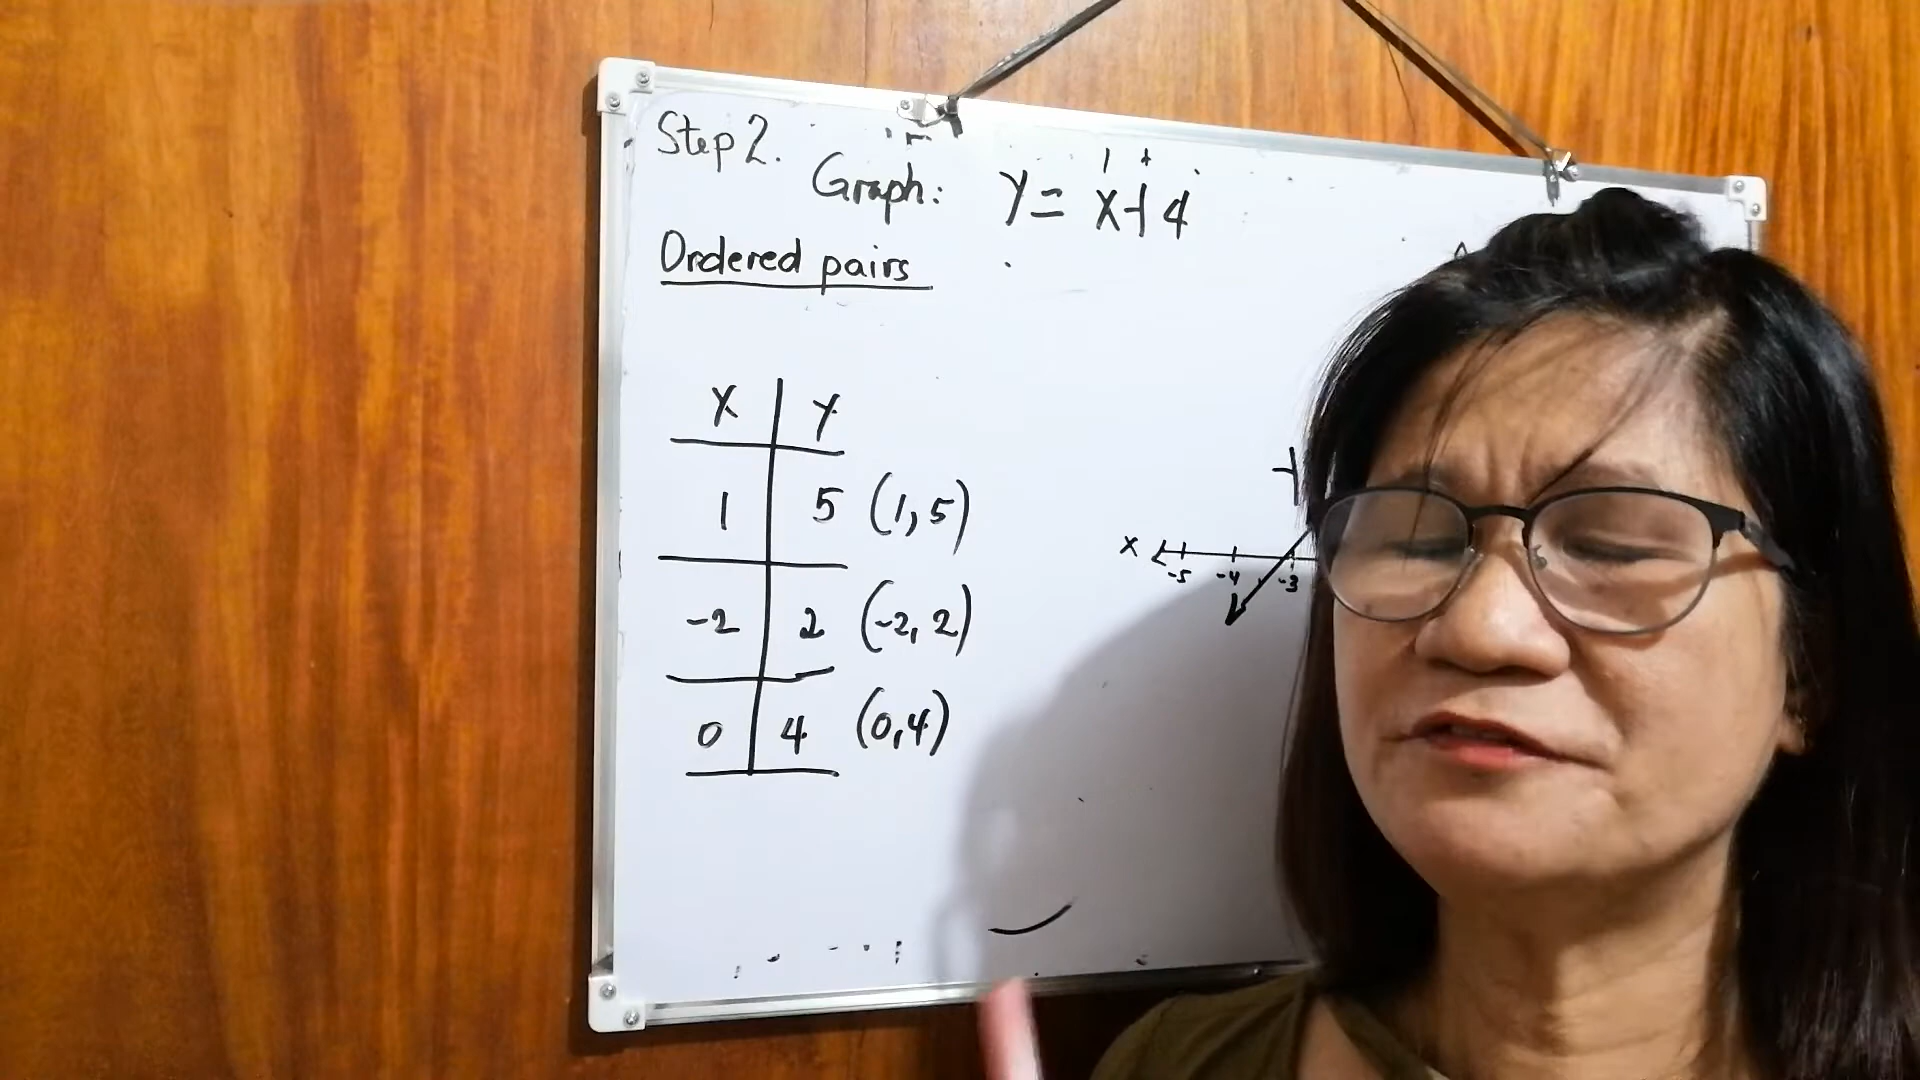 Step 2.
Graph: y = x + 4
Ordered pairs
x y
1 5 (1, 5)
-2 2 (-2, 2)
0 4 (0, 4)
x -5 -4 -3